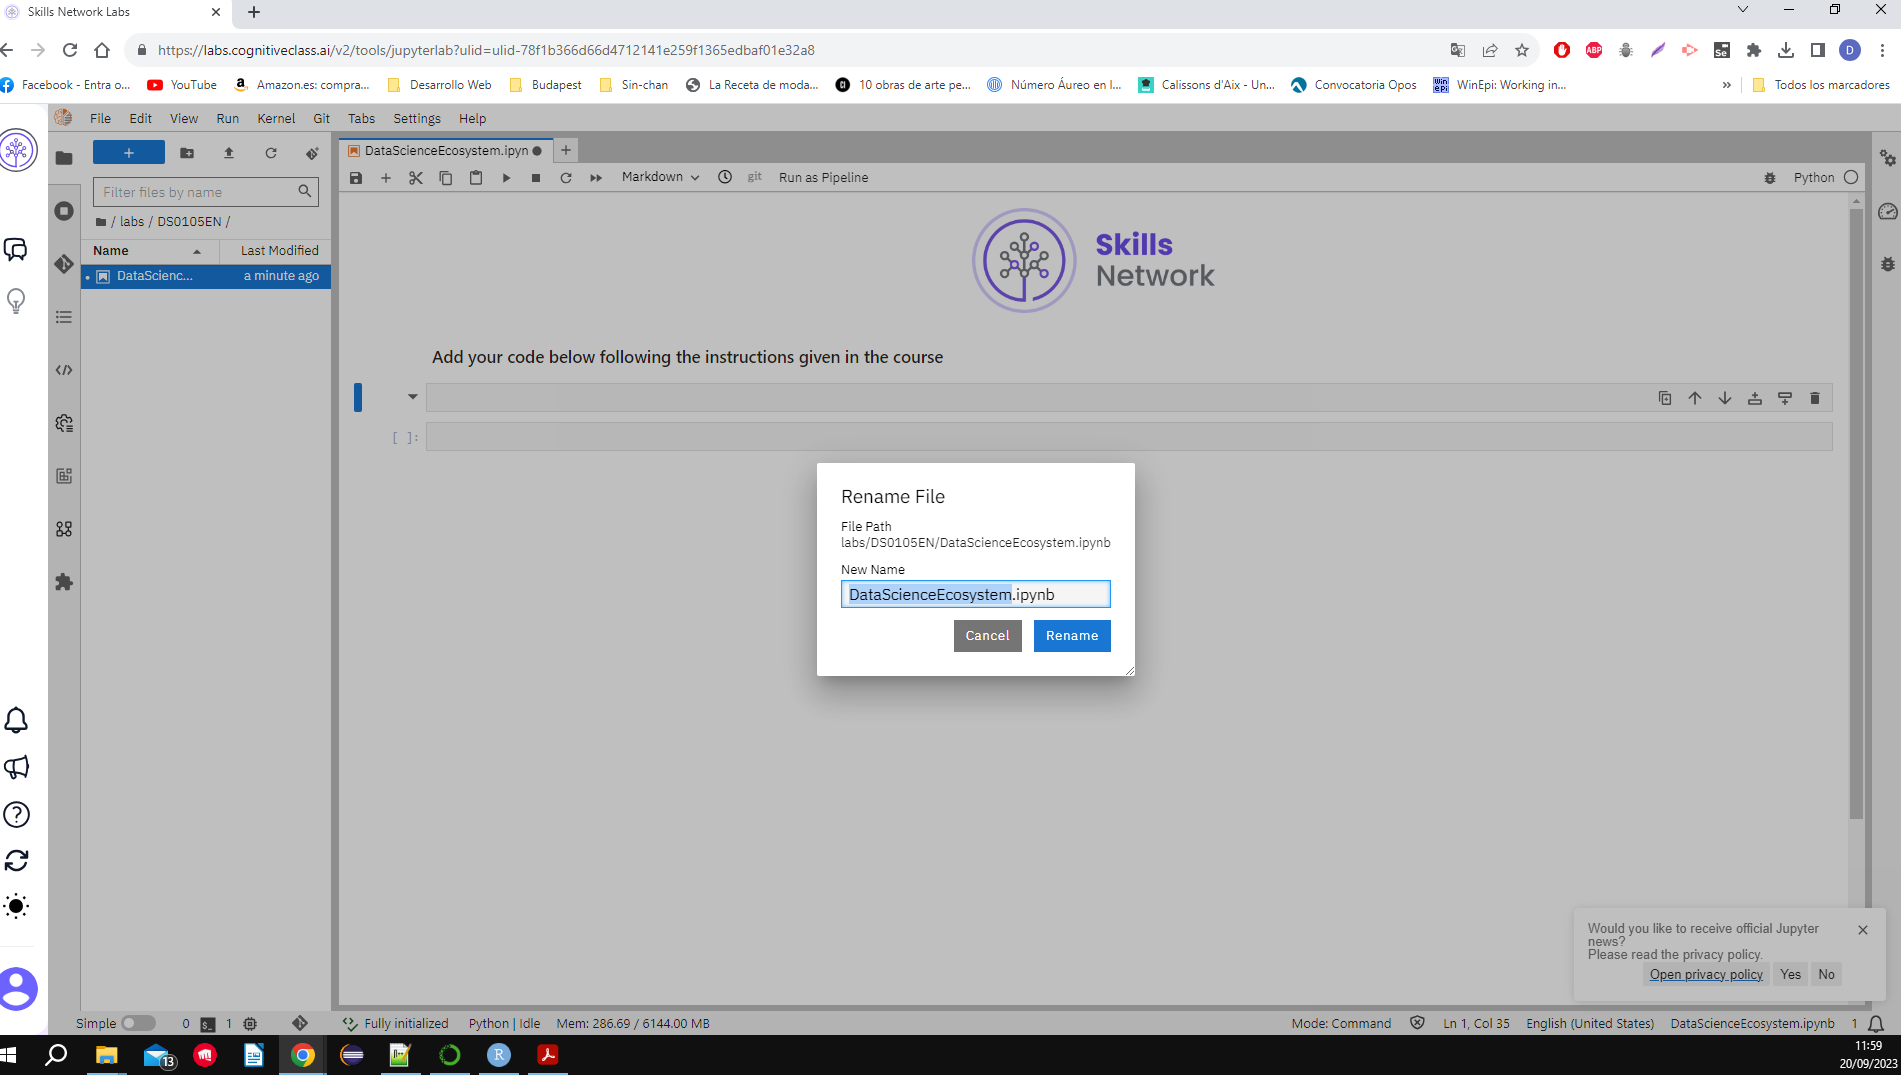 Skills Network Labs
https://labs.cognitiveclass.ai/v2/tools/jupyterlab?ulid=ulid-78f1b366d66d4712141e259f1365edbaf01e32a8
ABP
Se
D
Facebook - Entra o...
YouTube
Amazon.es: compra...
Desarrollo Web
Budapest
Sin-chan
La Receta de moda...
10 obras de arte pe...
Número Áureo en l...
Calissons d'Aix - Un...
Convocatoria Opos
WinEpi: Working in...
»
Todos los marcadores
File Edit View Run Kernel Git Tabs Settings Help
DataScienceEcosystem.ipyn
Filter files by name
Markdown
git
Run as Pipeline
Python
/ labs / DS0105EN /
Name
Last Modified
DataScienc...
a minute ago
Skills
Network
Add your code below following the instructions given in the course
[ ]:
Rename File
File Path
labs/DS0105EN/DataScienceEcosystem.ipynb
New Name
DataScienceEcosystem.ipynb
Cancel
Rename
Would you like to receive official Jupyter
news?
Please read the privacy policy.
Open privacy policy
Yes
No
Simple
0
1
Fully initialized
Python | Idle
Mem: 286.69 / 6144.00 MB
Mode: Command
Ln 1, Col 35
English (United States)
DataScienceEcosystem.ipynb
1
13
R
11:59
20/09/2023